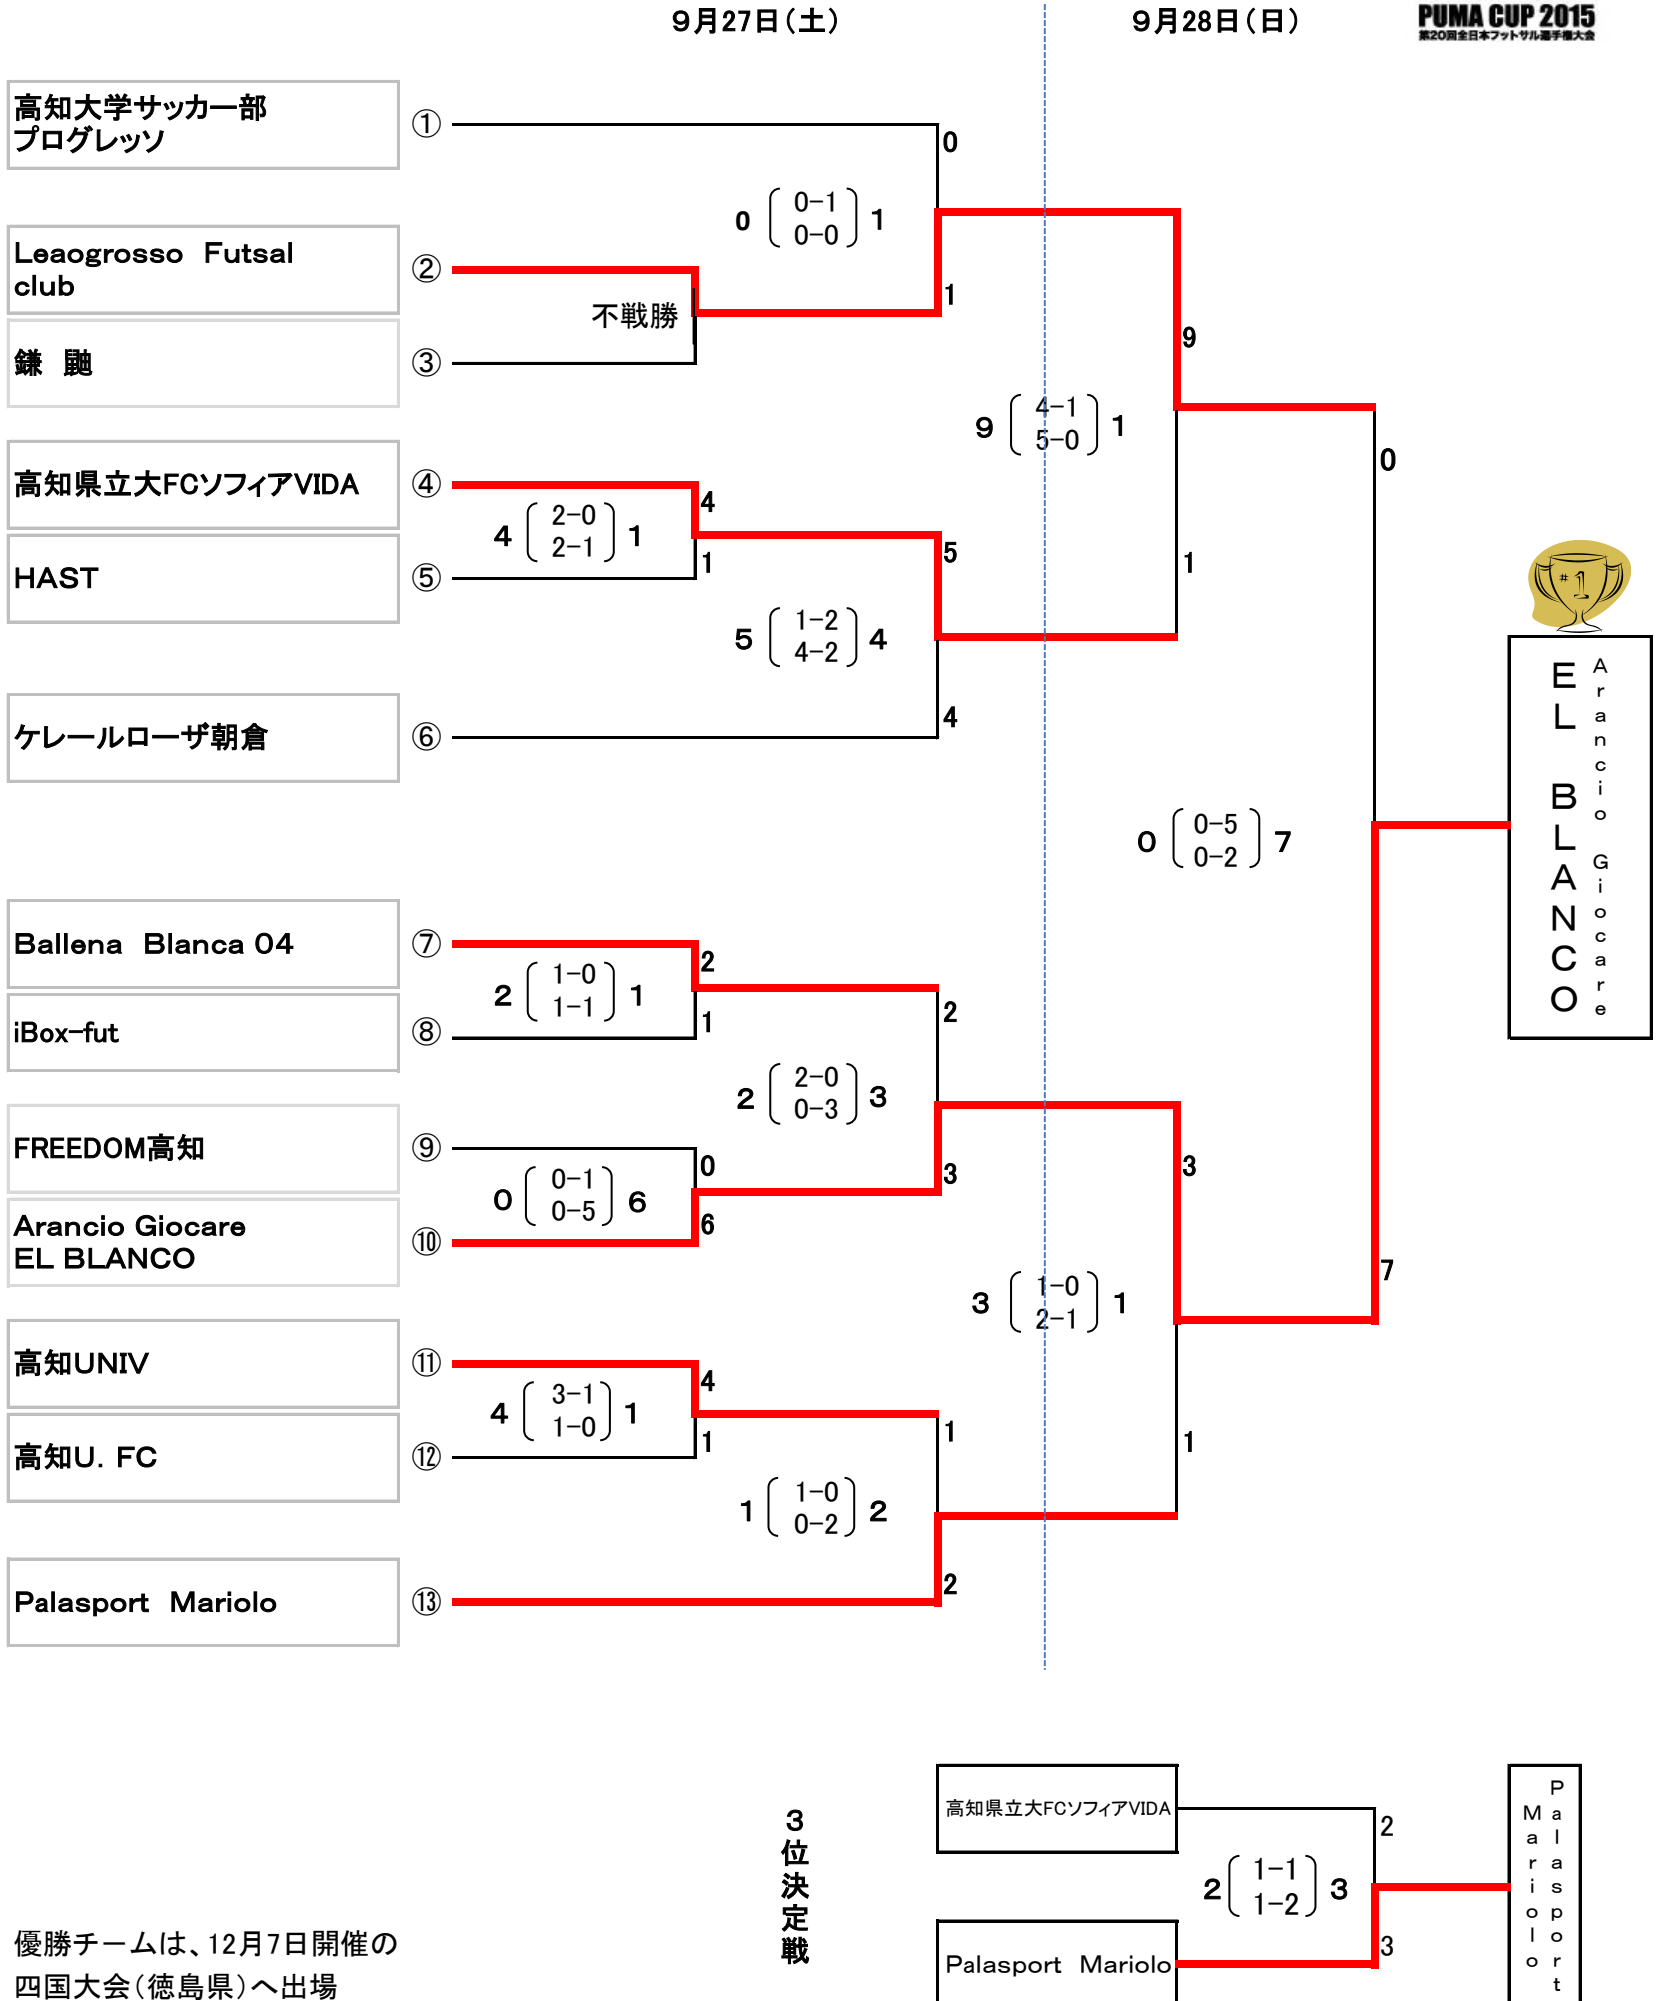 9月27日(土)
9月28日(日)
PUMA CUP 2015
第20回全日本フットサル選手権大会
高知大学サッカー部
プログレッソ
①
0
0 0-1 1
0-0
Leaogrosso Futsal
club
②
1
不戦勝
鎌 鼬
③
9
9 4-1 1
5-0
0
高知県立大FCソフィアVIDA
④
4
4 2-0 1
2-1
HAST
⑤
1
5
1
5 1-2 4
4-2
ケレールローザ朝倉
⑥
4
#1
EL BLANCO
Arancio Giocare
0 0-5 7
0-2
Ballena Blanca 04
⑦
2
2 1-0 1
1-1
iBox-fut
⑧
1
2
2 2-0 3
0-3
FREEDOM高知
⑨
0
3
3
0 0-1 6
0-5
Arancio Giocare
EL BLANCO
⑩
6
7
3 1-0 1
2-1
高知UNIV
⑪
4
4 3-1 1
1-0
高知U. FC
⑫
1
1
1
1 1-0 2
0-2
Palasport Mariolo
⑬
2
3位決定戦
高知県立大FCソフィアVIDA
2
2 1-1 3
1-2
Palasport Mariolo
3
Palasport
Mariolo
優勝チームは、12月7日開催の
四国大会(徳島県)へ出場